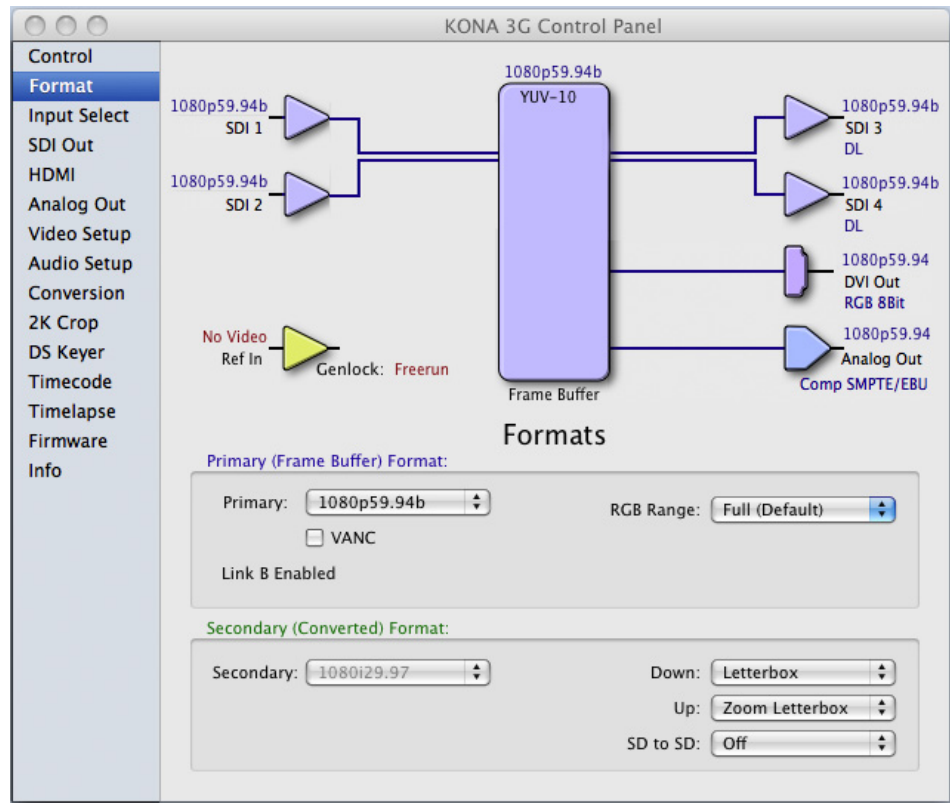 KONA 3G Control Panel
Control
Format
Input Select
SDI Out
HDMI
Analog Out
Video Setup
Audio Setup
Conversion
2K Crop
DS Keyer
Timecode
Timelapse
Firmware
Info
1080p59.94b
YUV-10
1080p59.94b
SDI 1
1080p59.94b
SDI 2
1080p59.94b
SDI 3
DL
1080p59.94b
SDI 4
DL
1080p59.94
DVI Out
RGB 8Bit
1080p59.94
Analog Out
Comp SMPTE/EBU
No Video
Ref In
Genlock: Freerun
Frame Buffer
Formats
Primary (Frame Buffer) Format:
Primary: 1080p59.94b
RGB Range: Full (Default)
VANC
Link B Enabled
Secondary (Converted) Format:
Secondary: 1080i29.97
Down: Letterbox
Up: Zoom Letterbox
SD to SD: Off